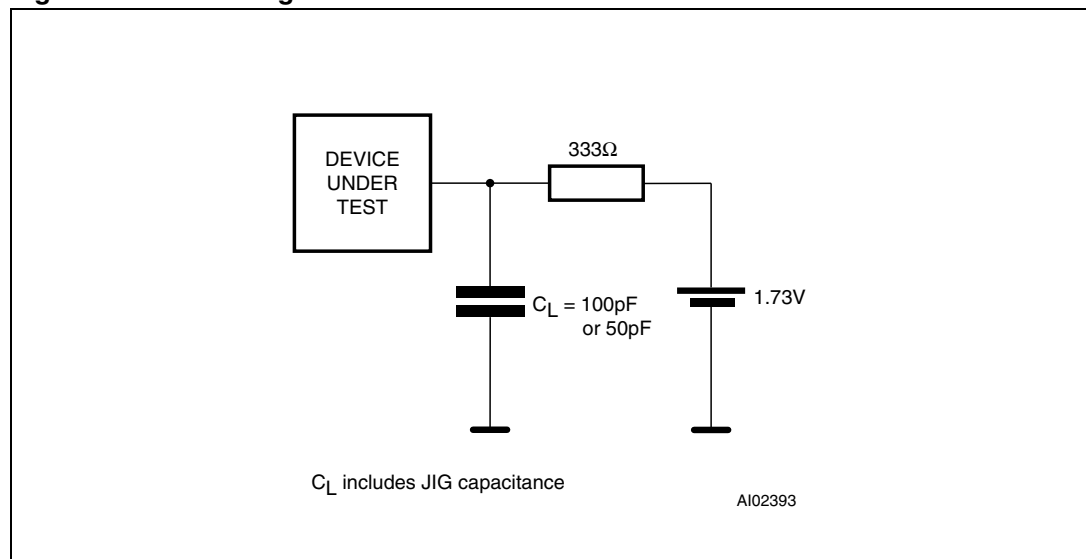 DEVICE
UNDER
TEST
333Ω
CL = 100pF
or 50pF
1.73V
CL includes JIG capacitance
AI02393